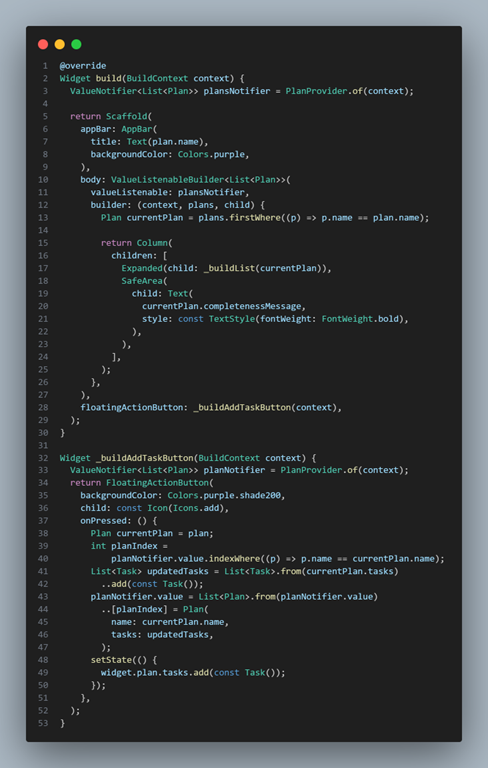 1 @override
2 Widget build(BuildContext context) {
3   ValueNotifier<List<Plan>> plansNotifier = PlanProvider.of(context);
4
5   return Scaffold(
6     appBar: AppBar(
7       title: Text(plan.name),
8       backgroundColor: Colors.purple,
9     ),
10     body: ValueListenableBuilder<List<Plan>>(
11       valueListenable: plansNotifier,
12       builder: (context, plans, child) {
13         Plan currentPlan = plans.firstWhere((p) => p.name == plan.name);
14
15         return Column(
16           children: [
17             Expanded(child: _buildList(currentPlan)),
18             SafeArea(
19               child: Text(
20                 currentPlan.completenessMessage,
21                 style: const TextStyle(fontWeight: FontWeight.bold),
22               ),
23             ),
24           ],
25         );
26       },
27     ),
28     floatingActionButton: _buildAddTaskButton(context),
29   );
30 }
31
32 Widget _buildAddTaskButton(BuildContext context) {
33   ValueNotifier<List<Plan>> planNotifier = PlanProvider.of(context);
34   return FloatingActionButton(
35     backgroundColor: Colors.purple.shade200,
36     child: const Icon(Icons.add),
37     onPressed: () {
38       Plan currentPlan = plan;
39       int planIndex =
40           planNotifier.value.indexWhere((p) => p.name == currentPlan.name);
41       List<Task> updatedTasks = List<Task>.from(currentPlan.tasks)
42         ..add(const Task());
43       planNotifier.value = List<Plan>.from(planNotifier.value)
44         ..[planIndex] = Plan(
45           name: currentPlan.name,
46           tasks: updatedTasks,
47         );
48       setState(() {
49         widget.plan.tasks.add(const Task());
50       });
51     },
52   );
53 }